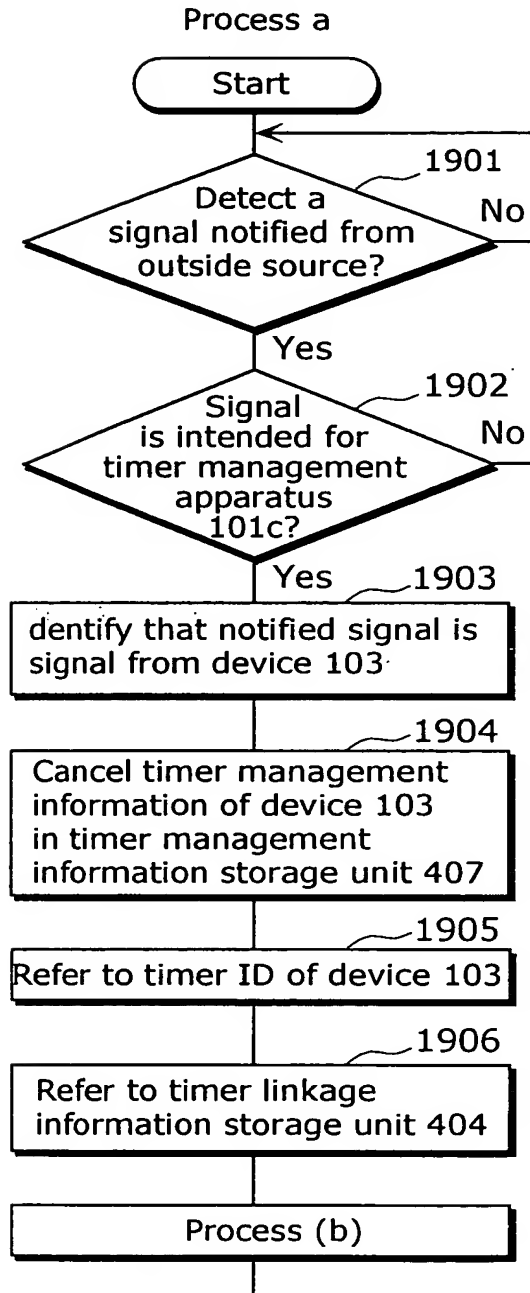 Process a
Start
1901
Detect a
signal notified from
outside source?
No
Yes
1902
Signal
is intended for
timer management
apparatus
101c?
No
Yes
1903
dentify that notified signal is
signal from device 103
1904
Cancel timer management
information of device 103
in timer management
information storage unit 407
1905
Refer to timer ID of device 103
1906
Refer to timer linkage
information storage unit 404
Process (b)